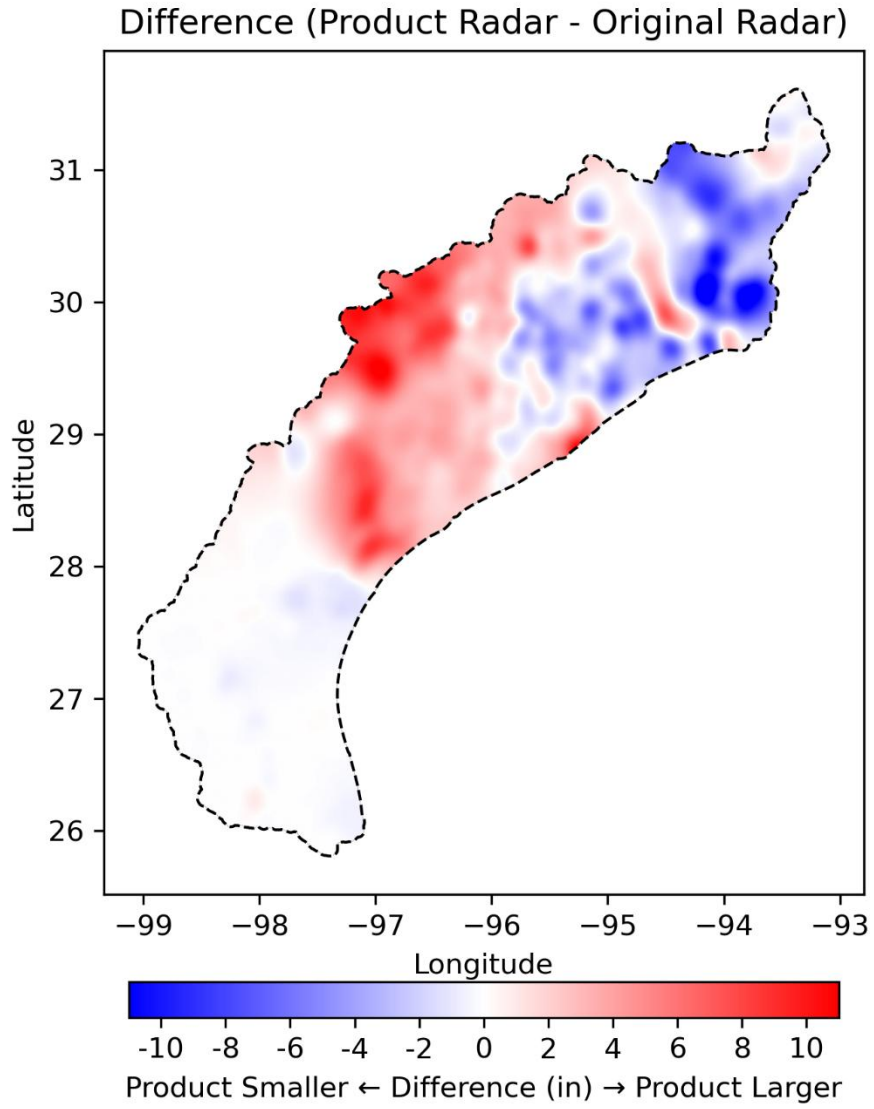 Difference (Product Radar - Original Radar)
31
30
29
28
27
26
Latitude
−99 −98 −97 −96 −95 −94 −93
Longitude
-10 -8 -6 -4 -2 0 2 4 6 8 10
Product Smaller ← Difference (in) → Product Larger